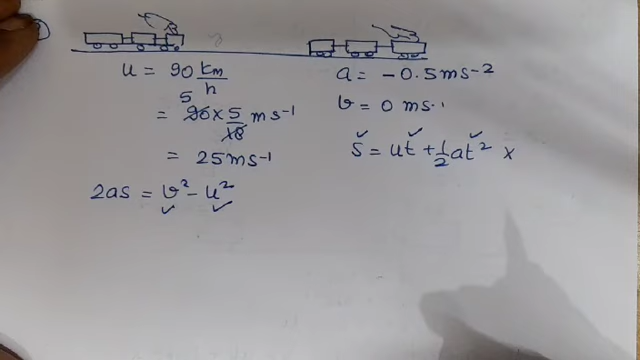 u = 90 km/h
5
= 90 × 5/18 ms⁻¹
= 25 ms⁻¹
2as = v² - u²
a = -0.5 ms⁻²
v = 0 ms⁻¹
s = ut + 1/2 at² ×